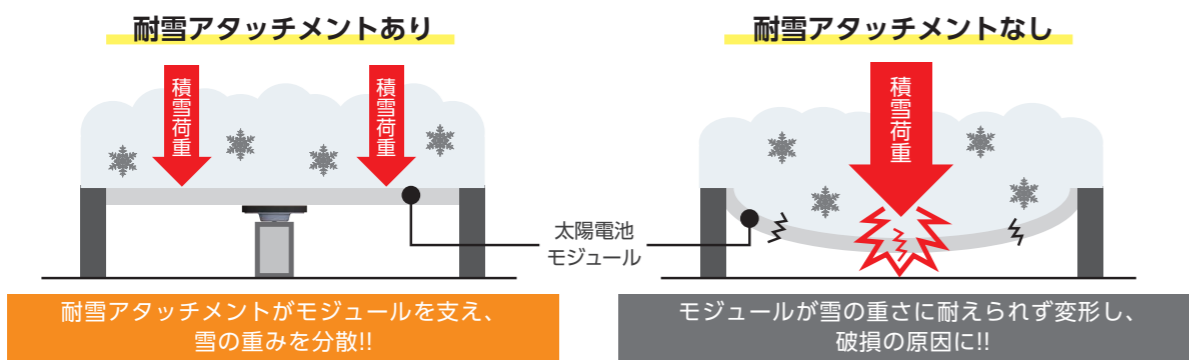 耐雪アタッチメントあり
積雪荷重
積雪荷重
耐雪アタッチメントがモジュールを支え、
雪の重みを分散!!
太陽電池
モジュール
耐雪アタッチメントなし
積雪荷重
モジュールが雪の重さに耐えられず変形し、
破損の原因に!!